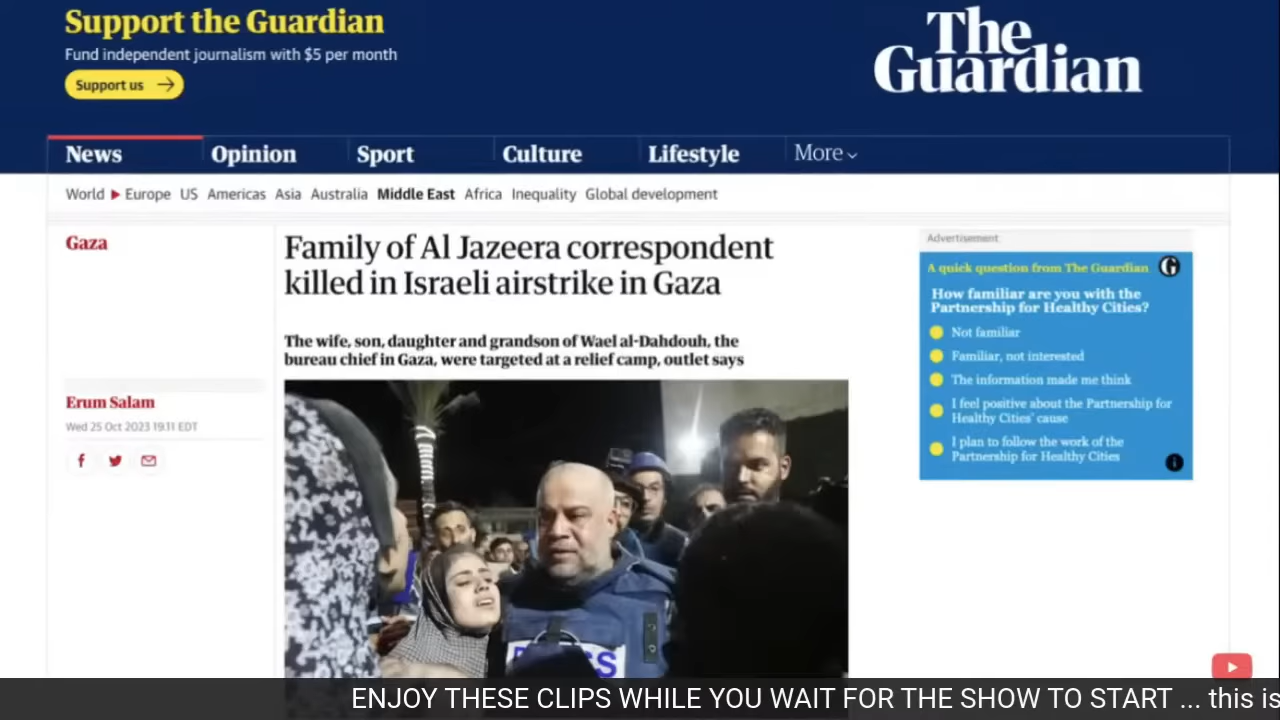 Support the Guardian
Fund independent journalism with $5 per month
Support us
The
Guardian
News Opinion Sport Culture Lifestyle More
World Europe US Americas Asia Australia Middle East Africa Inequality Global development
Gaza
Family of Al Jazeera correspondent
killed in Israeli airstrike in Gaza
The wife, son, daughter and grandson of Wael al-Dahdouh, the
bureau chief in Gaza, were targeted at a relief camp, outlet says
Erum Salam
Wed 25 Oct 2023 19.11 EDT
Advertisement
A quick question from The Guardian
G
How familiar are you with the
Partnership for Healthy Cities?
Not familiar
Familiar, not interested
The information made me think
I feel positive about the Partnership for
Healthy Cities' cause
I plan to follow the work of the
Partnership for Healthy Cities
ENJOY THESE CLIPS WHILE YOU WAIT FOR THE SHOW TO START ... this is